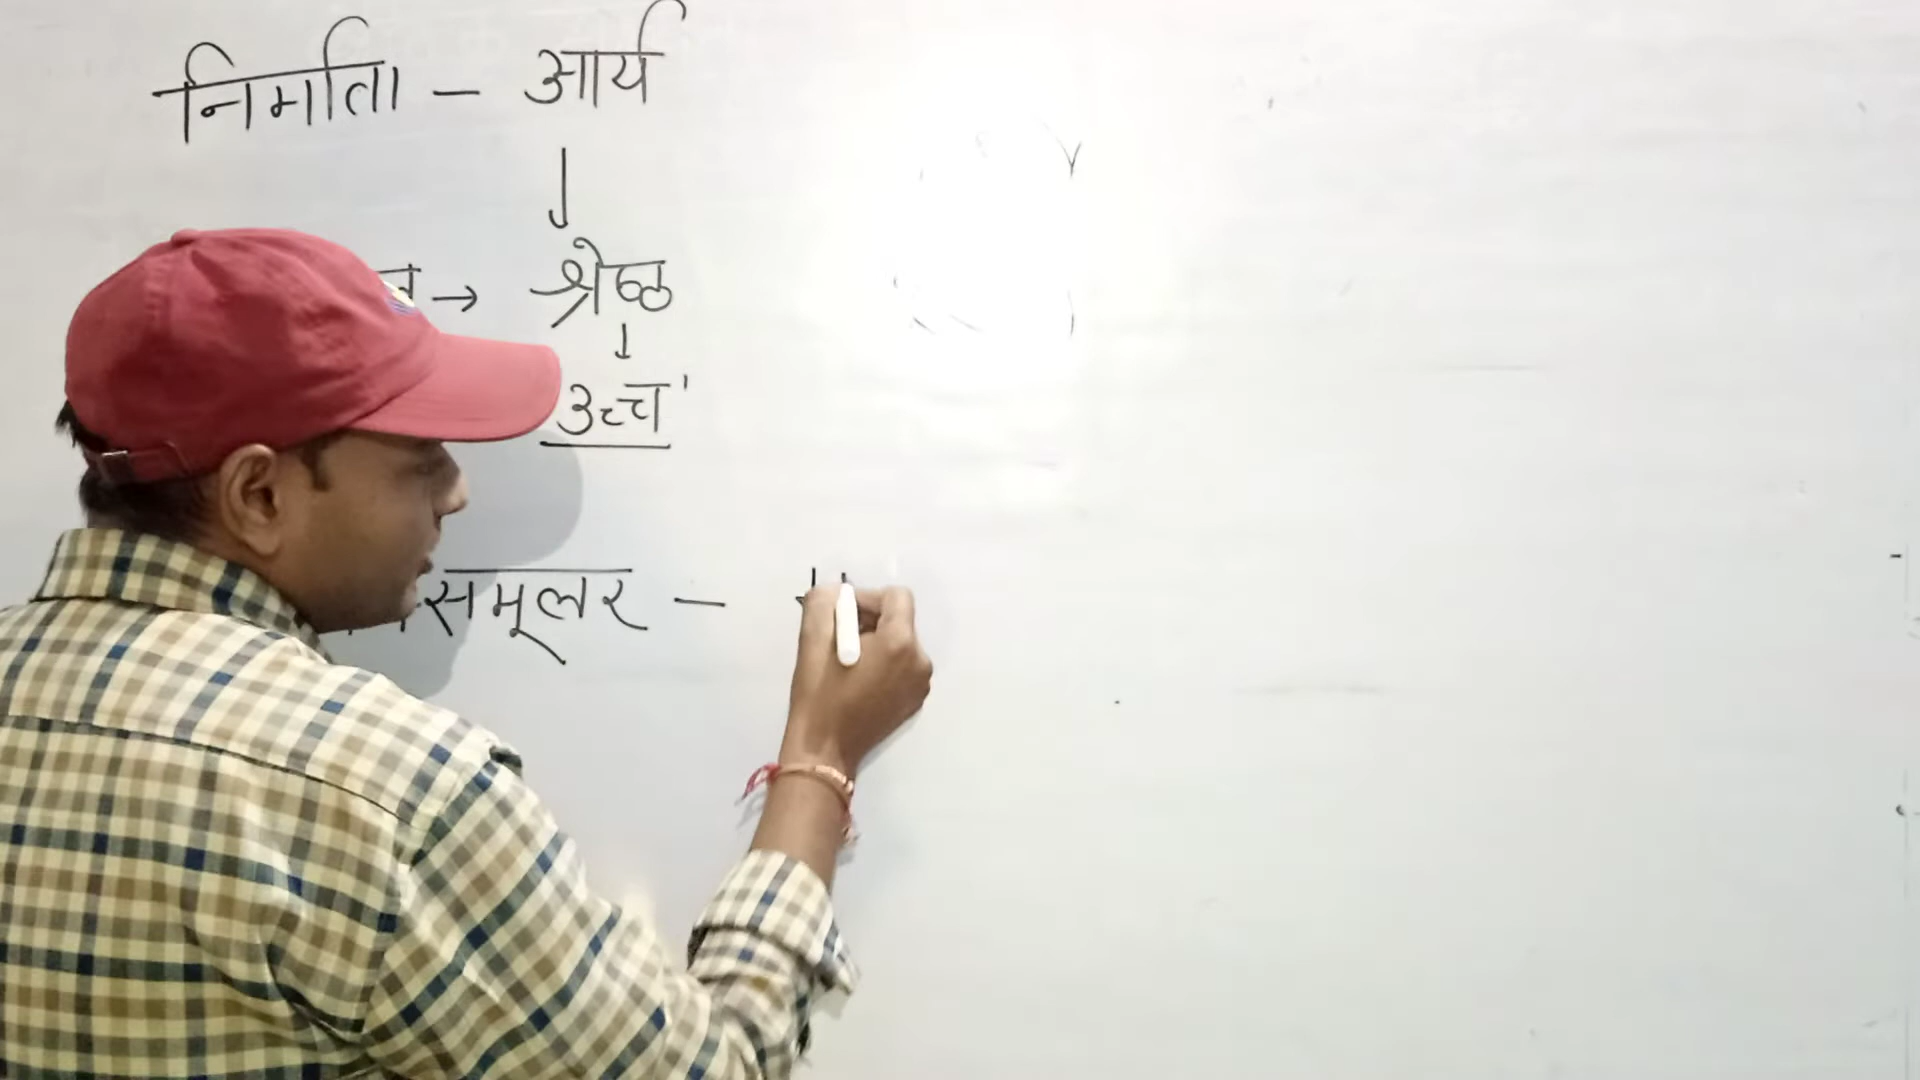 निर्माता - आर्य
↓
→ श्रेष्ठ
↓
उच्च
समूलर -